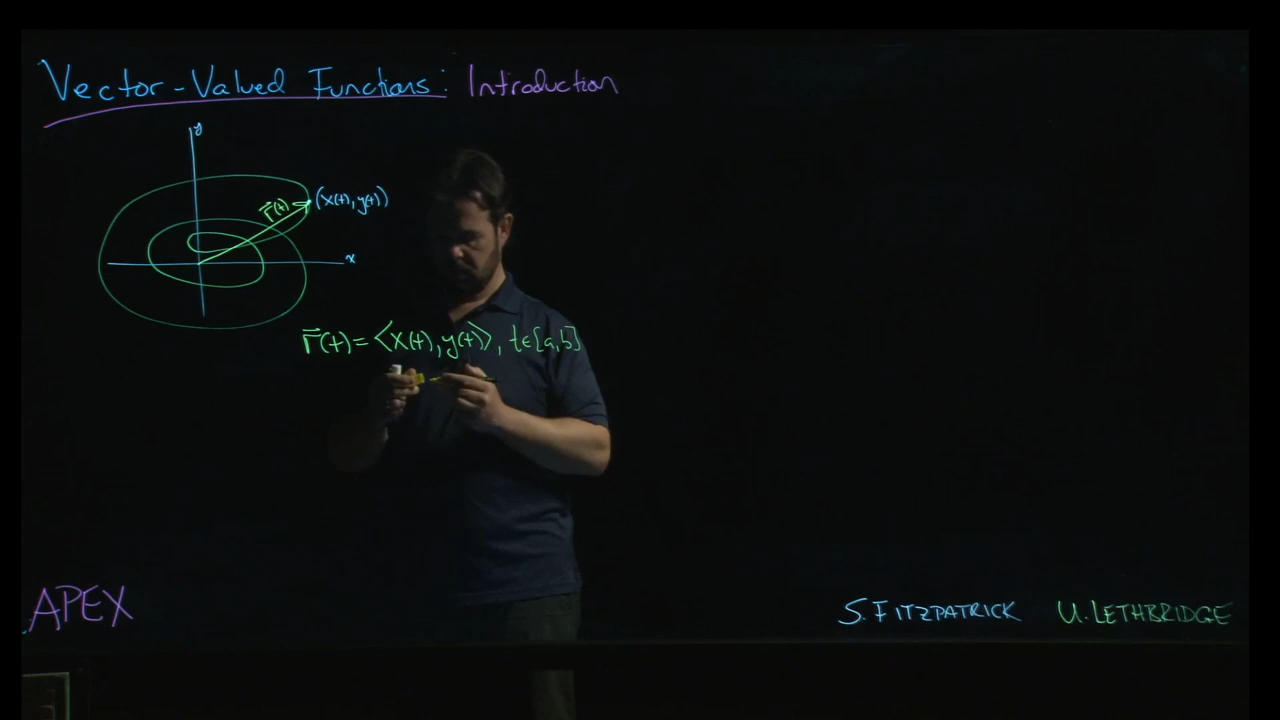 Vector-Valued Functions: Introduction
y
r⃗(t)
(x(t), y(t))
x
r⃗(t) = ⟨x(t), y(t)⟩, t∈[a,b]
APEX
S. FITZPATRICK U. LETHBRIDGE